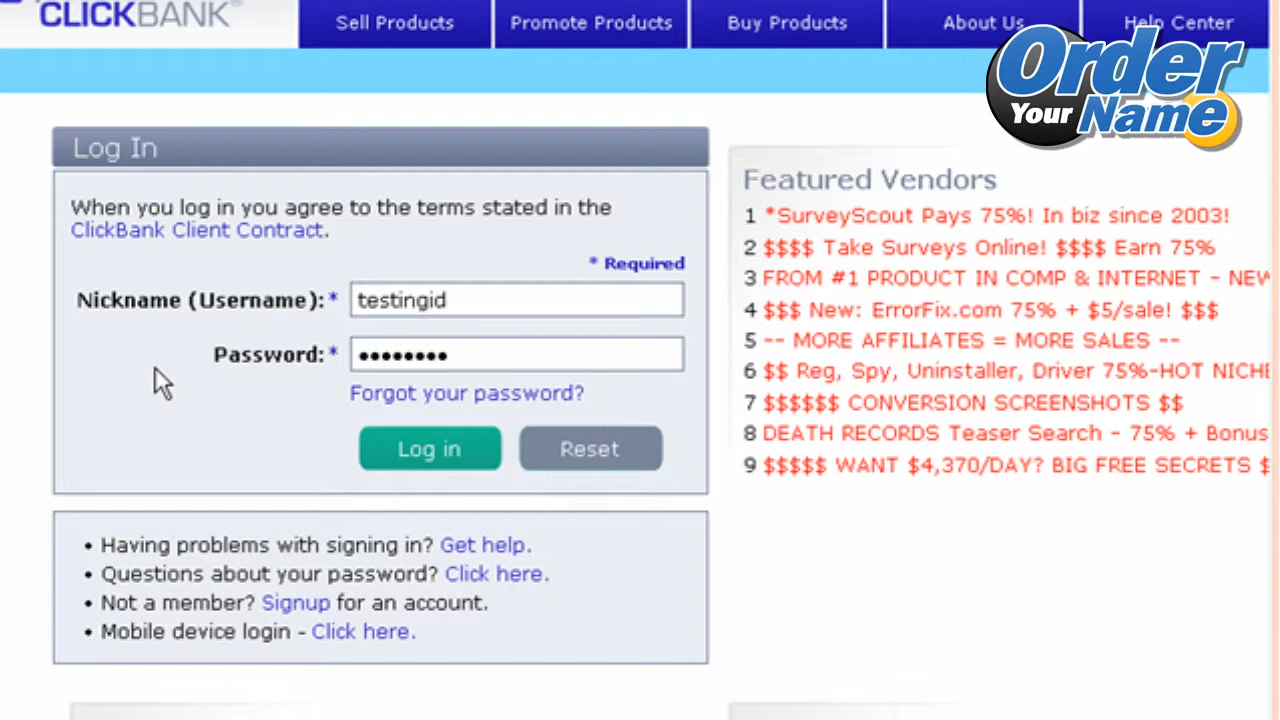 CLICKBANK®
Sell Products
Promote Products
Buy Products
About Us
Help Center
Order
Your Name
Log In
When you log in you agree to the terms stated in the
ClickBank Client Contract.
* Required
Nickname (Username):* testingid
Password:* ••••••••
Forgot your password?
Log in
Reset
• Having problems with signing in? Get help.
• Questions about your password? Click here.
• Not a member? Signup for an account.
• Mobile device login - Click here.
Featured Vendors
1 *SurveyScout Pays 75%! In biz since 2003!
2 $$$$ Take Surveys Online! $$$$ Earn 75%
3 FROM #1 PRODUCT IN COMP & INTERNET - NEW
4 $$$ New: ErrorFix.com 75% + $5/sale! $$$
5 -- MORE AFFILIATES = MORE SALES --
6 $$ Reg, Spy, Uninstaller, Driver 75%-HOT NICHE
7 $$$$$$ CONVERSION SCREENSHOTS $$
8 DEATH RECORDS Teaser Search - 75% + Bonus
9 $$$$$ WANT $4,370/DAY? BIG FREE SECRETS $